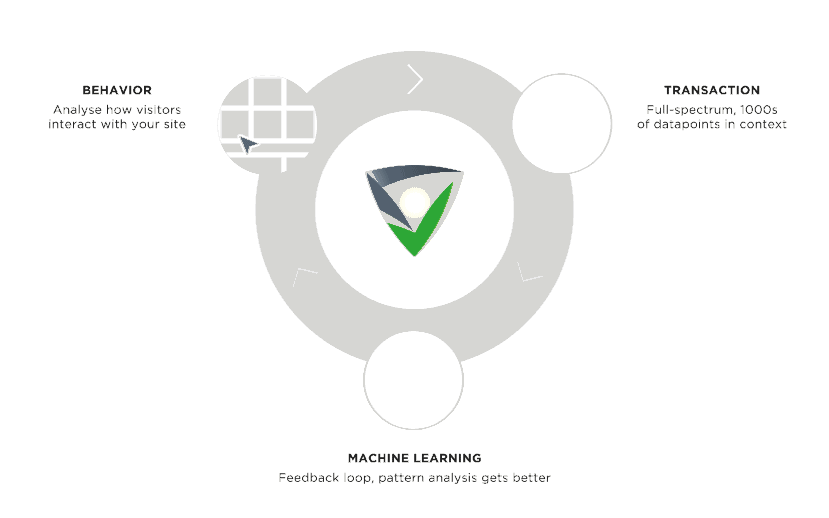 BEHAVIOR
Analyse how visitors
interact with your site
TRANSACTION
Full-spectrum, 1000s
of datapoints in context
MACHINE LEARNING
Feedback loop, pattern analysis gets better